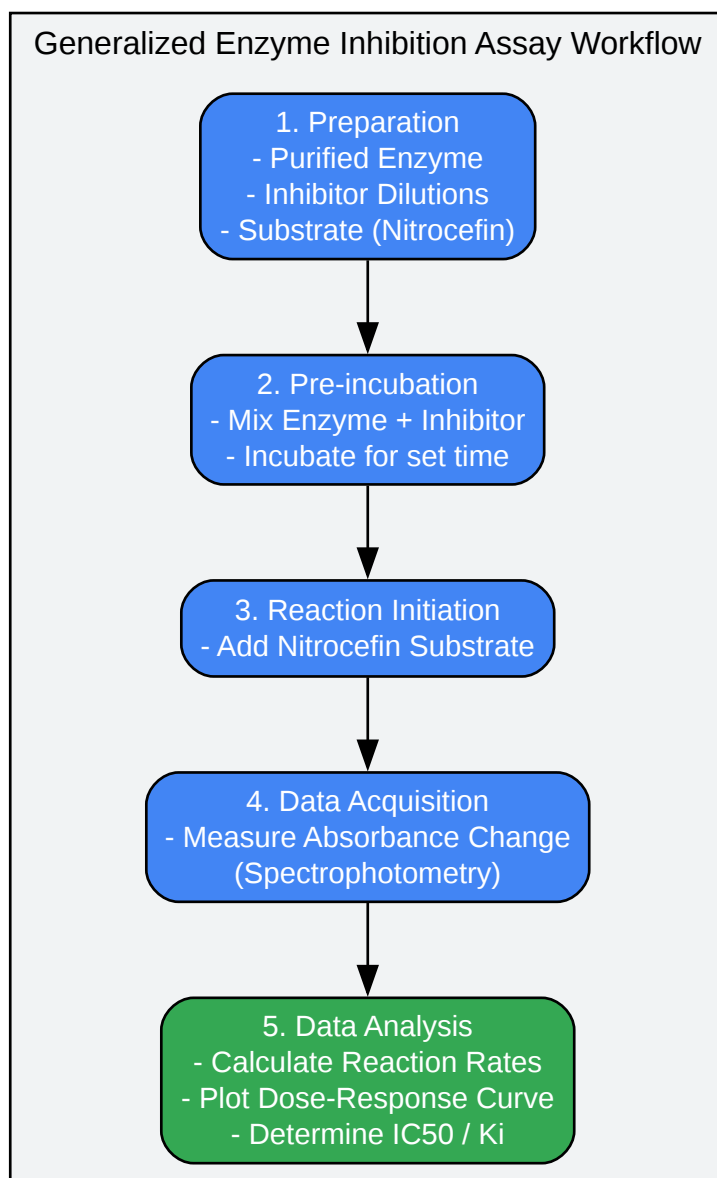 Generalized Enzyme Inhibition Assay Workflow
1. Preparation
- Purified Enzyme
- Inhibitor Dilutions
- Substrate (Nitrocefin)
2. Pre-incubation
- Mix Enzyme + Inhibitor
- Incubate for set time
3. Reaction Initiation
- Add Nitrocefin Substrate
4. Data Acquisition
- Measure Absorbance Change
(Spectrophotometry)
5. Data Analysis
- Calculate Reaction Rates
- Plot Dose-Response Curve
- Determine IC50 / Ki